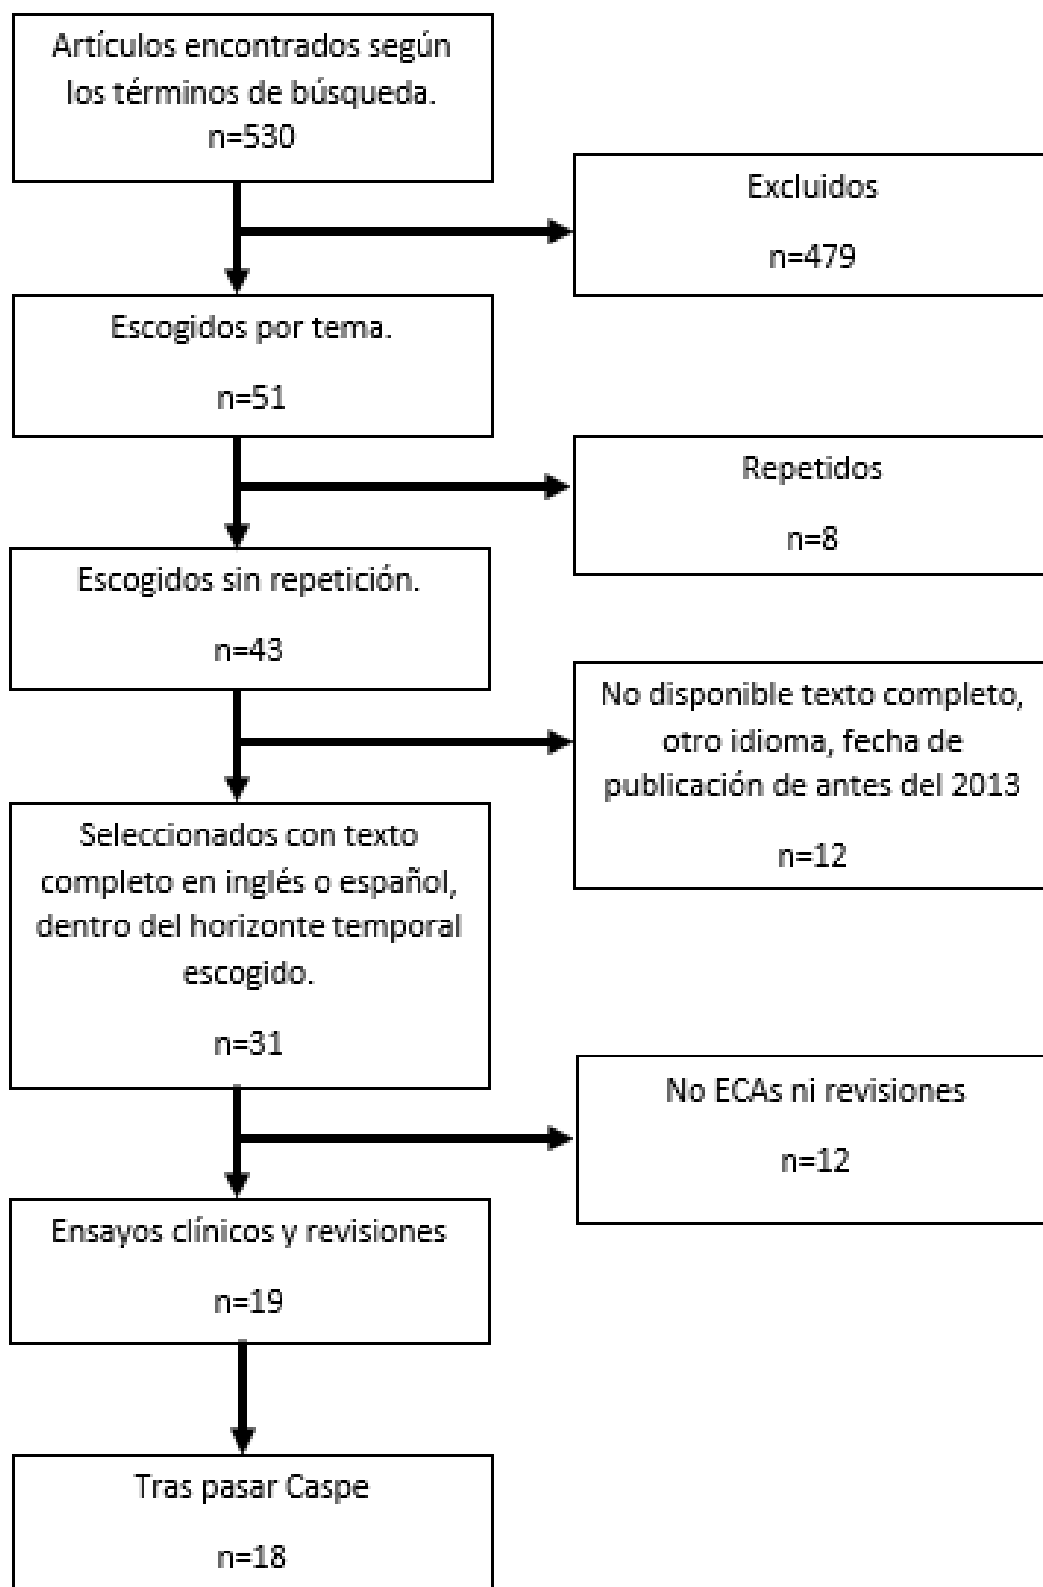 Artículos encontrados según
los términos de búsqueda.
n=530
Excluidos
n=479
Escogidos por tema.
n=51
Repetidos
n=8
Escogidos sin repetición.
n=43
No disponible texto completo,
otro idioma, fecha de
publicación de antes del 2013
n=12
Seleccionados con texto
completo en inglés o español,
dentro del horizonte temporal
escogido.
n=31
No ECAs ni revisiones
n=12
Ensayos clínicos y revisiones
n=19
Tras pasar Caspe
n=18